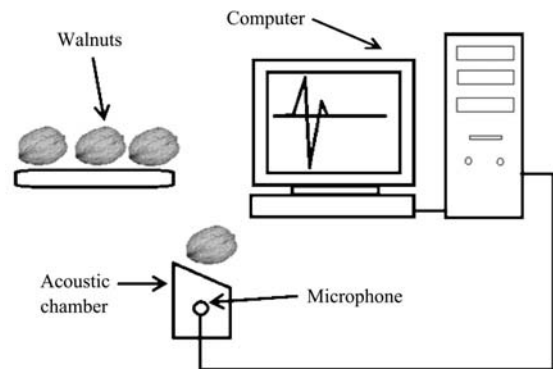 Computer
Walnuts
Acoustic
chamber
Microphone